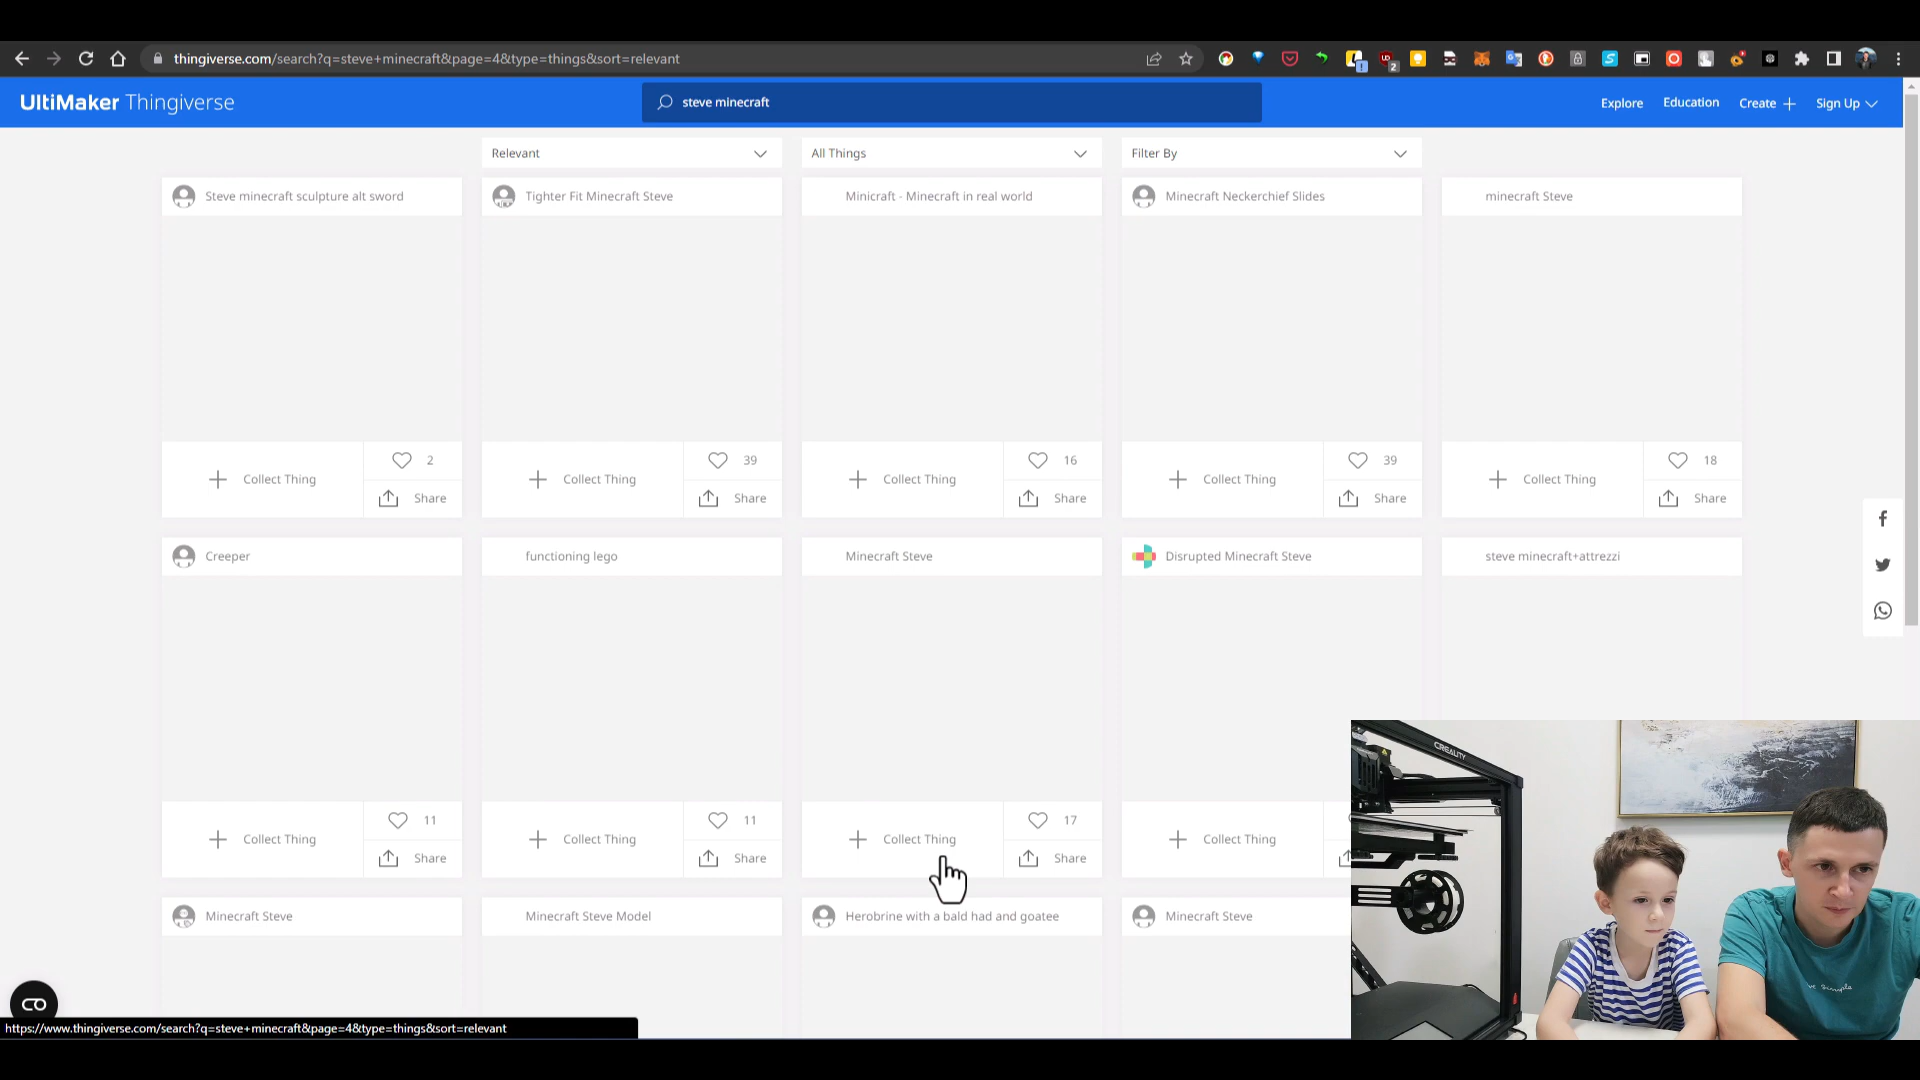 thingiverse.com/search?q=steve+minecraft&page=4&type=things&sort=relevant
UltiMaker Thingiverse
steve minecraft
Explore
Education
Create
Sign Up
Relevant
All Things
Filter By
Steve minecraft sculpture alt sword
Tighter Fit Minecraft Steve
Minicraft - Minecraft in real world
Minecraft Neckerchief Slides
minecraft Steve
Collect Thing
2
Share
Collect Thing
39
Share
Collect Thing
16
Share
Collect Thing
39
Share
Collect Thing
18
Share
Creeper
functioning lego
Minecraft Steve
Disrupted Minecraft Steve
steve minecraft+attrezzi
Collect Thing
11
Share
Collect Thing
11
Share
Collect Thing
17
Share
Collect Thing
Minecraft Steve
Minecraft Steve Model
Herobrine with a bald had and goatee
Minecraft Steve
CREALITY
https://www.thingiverse.com/search?q=steve+minecraft&page=4&type=things&sort=relevant